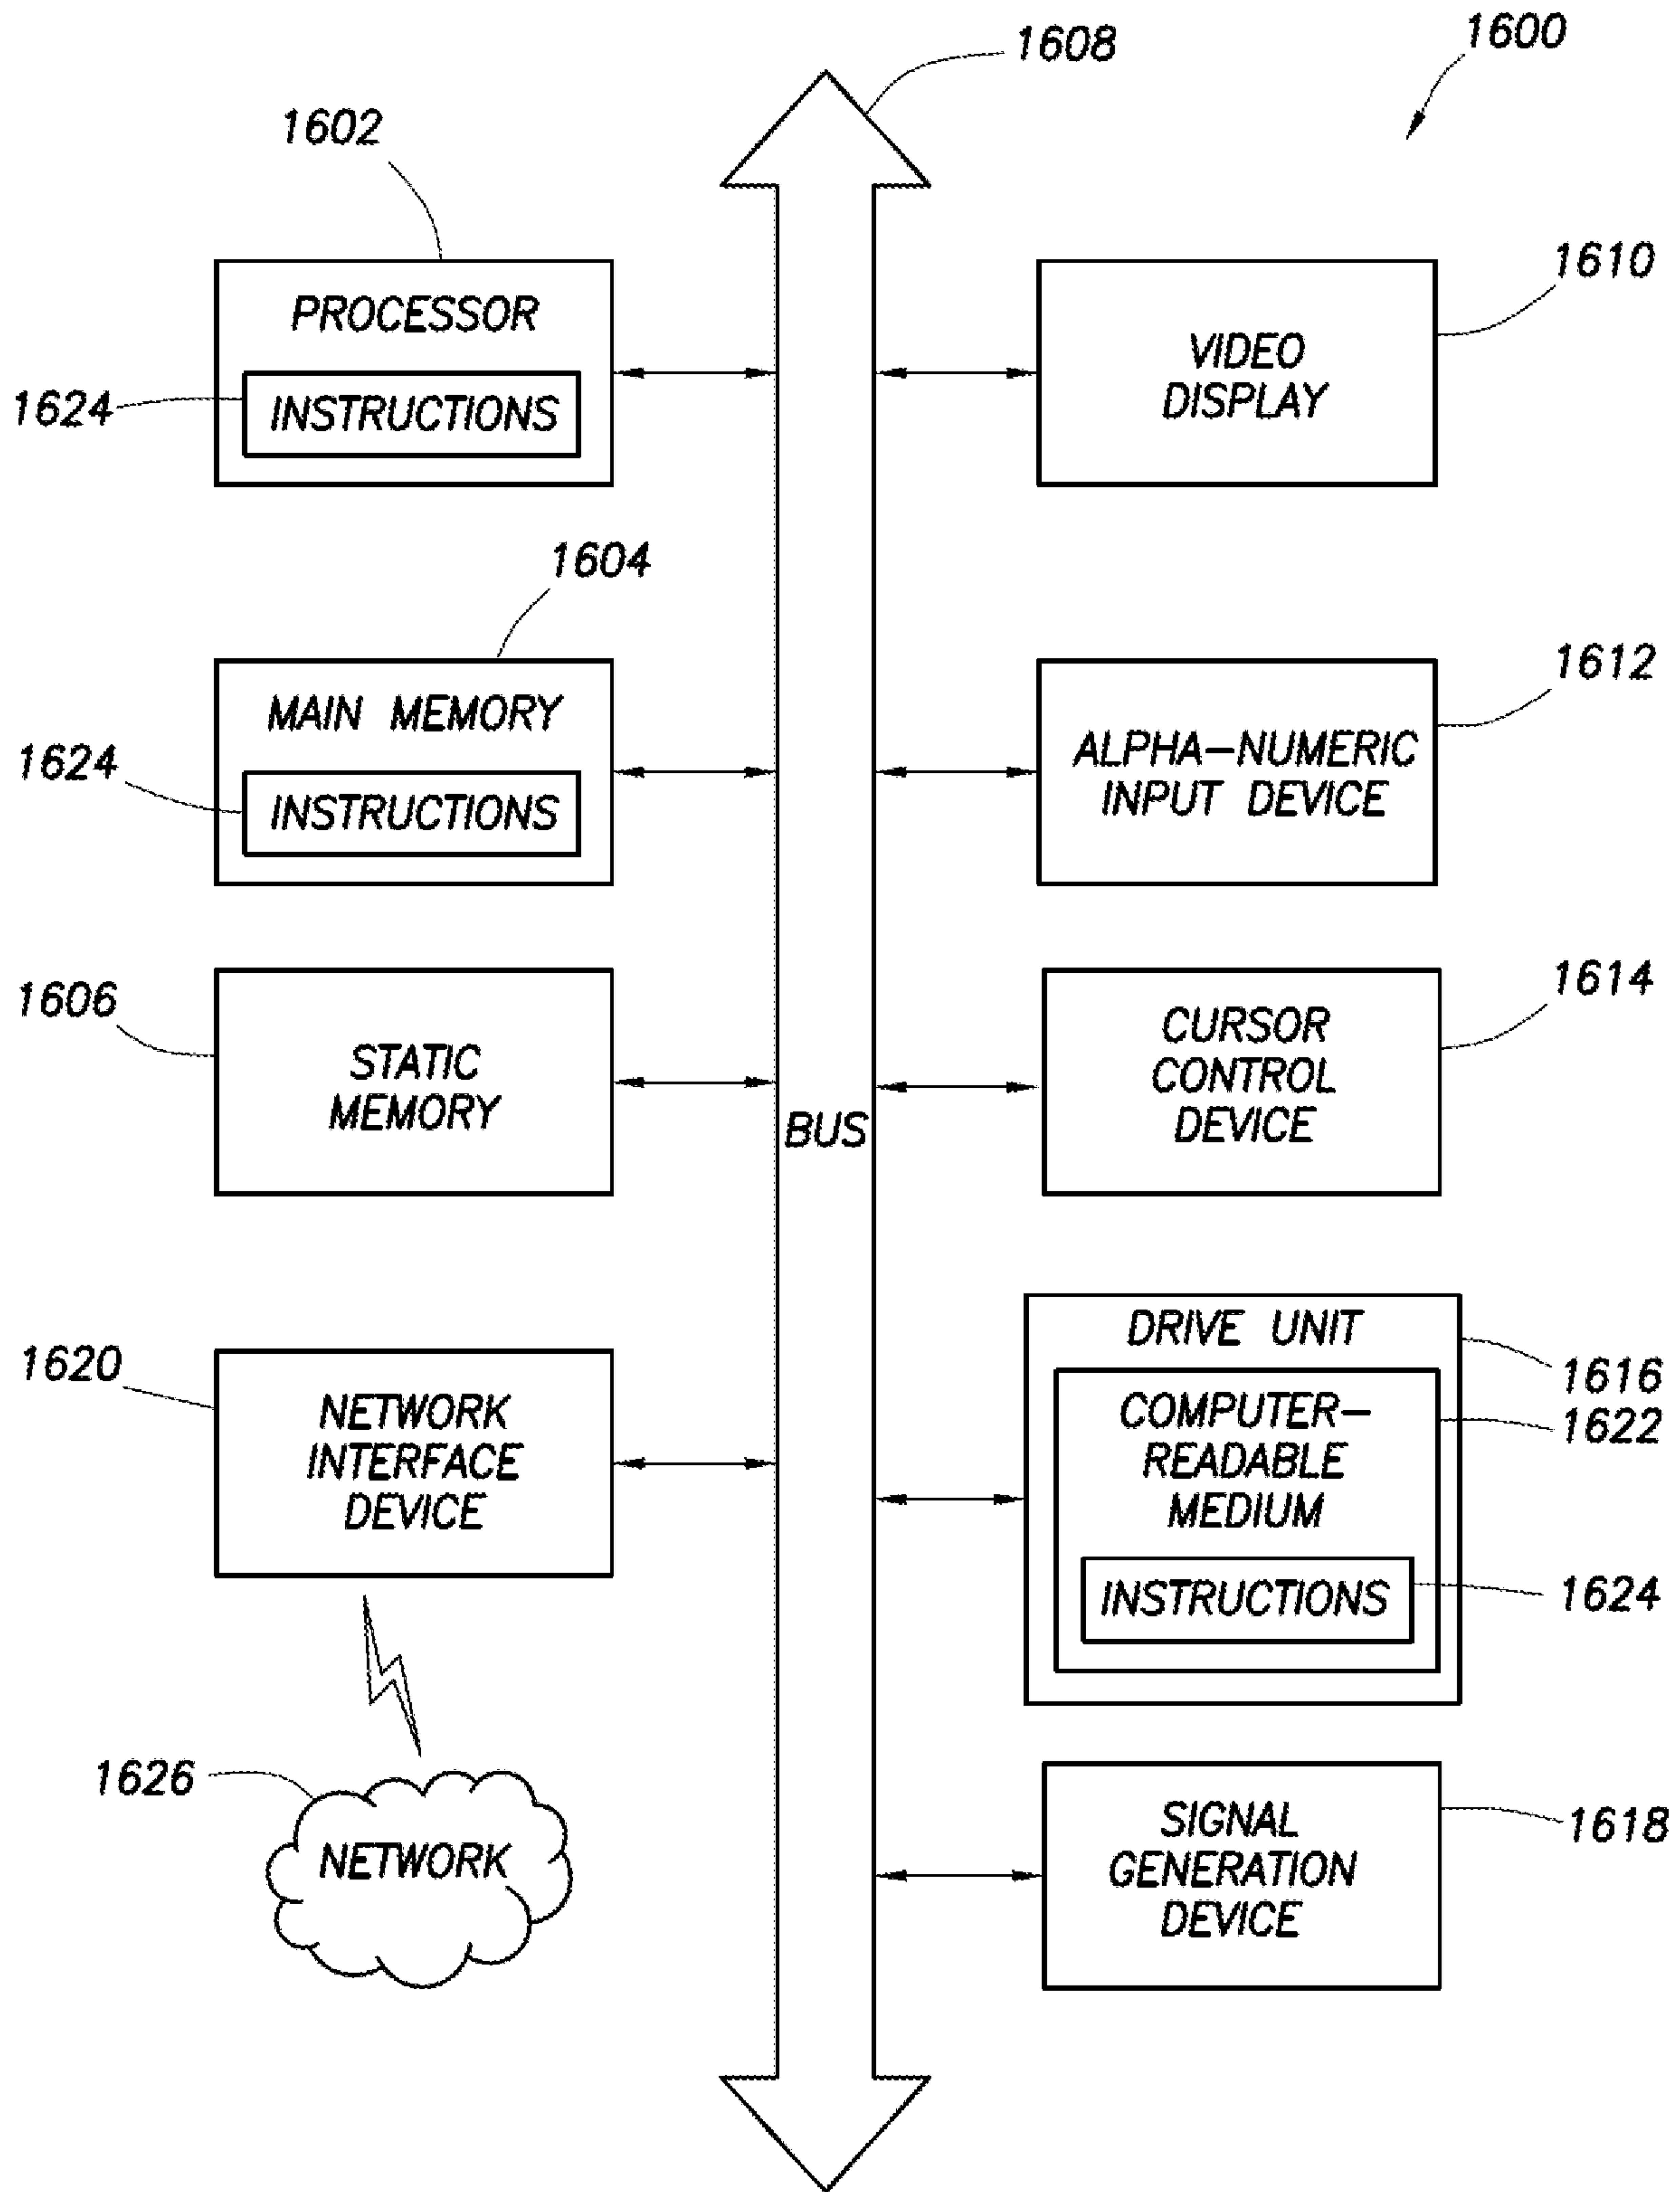 1608
1600
1602
PROCESSOR
1624
INSTRUCTIONS
1610
VIDEO
DISPLAY
1604
MAIN MEMORY
1624
INSTRUCTIONS
1612
ALPHA-NUMERIC
INPUT DEVICE
1606
STATIC
MEMORY
BUS
1614
CURSOR
CONTROL
DEVICE
1620
NETWORK
INTERFACE
DEVICE
DRIVE UNIT
1616
COMPUTER-
READABLE
MEDIUM
1622
INSTRUCTIONS
1624
1626
NETWORK
SIGNAL
GENERATION
DEVICE
1618